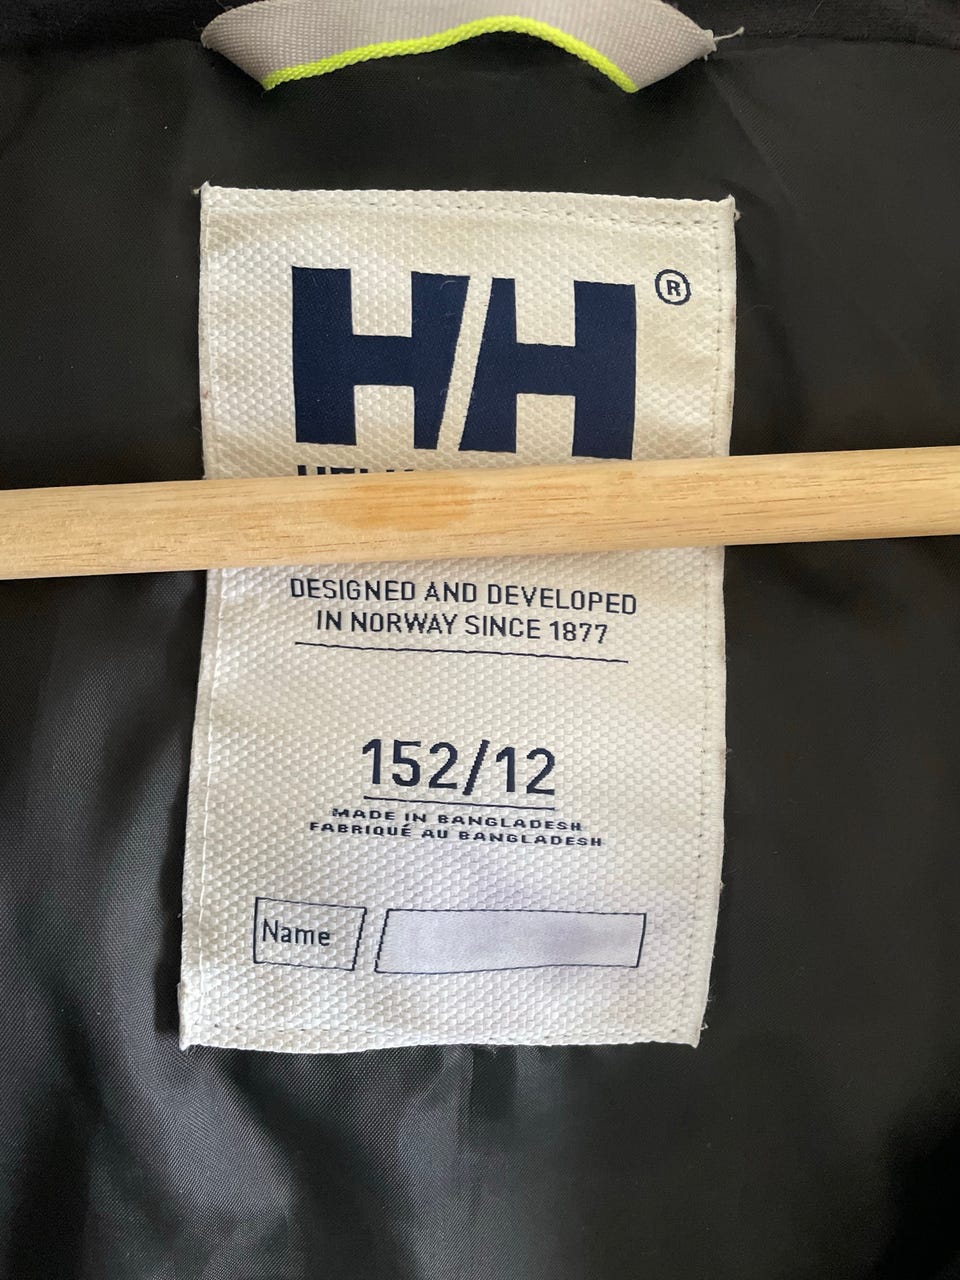 HH®
DESIGNED AND DEVELOPED
IN NORWAY SINCE 1877
152/12
MADE IN BANGLADESH
FABRIQUÉ AU BANGLADESH
Name